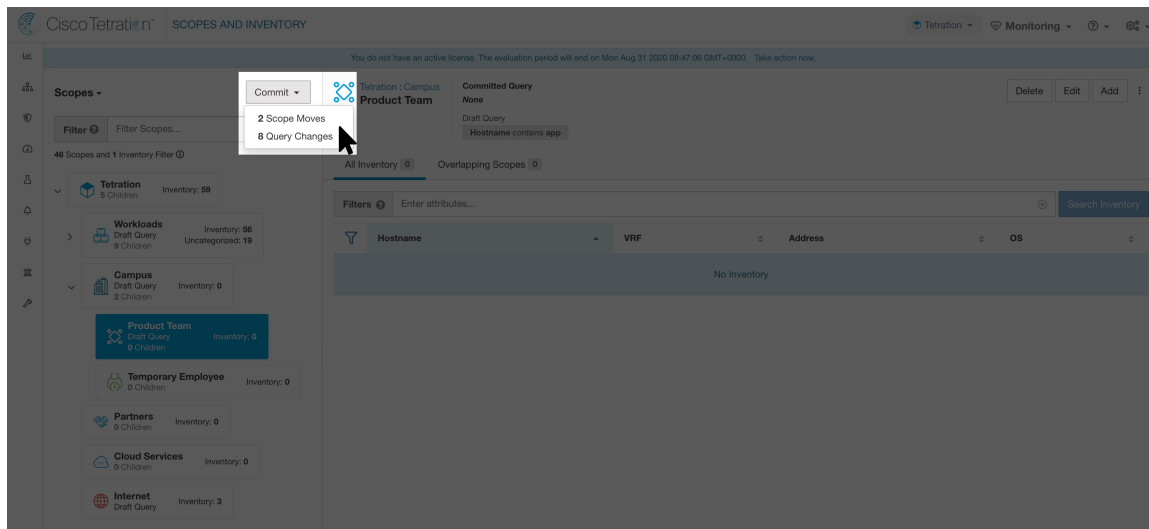 Cisco Tetration™ SCOPES AND INVENTORY
Tetration
Monitoring
You do not have an active license. The evaluation period will end on Mon Aug 31 2020 08:47:06 GMT+0000. Take action now.
Scopes
Commit
2 Scope Moves
8 Query Changes
Filter
Filter Scopes...
46 Scopes and 1 Inventory Filter
Tetration
5 Children
Inventory: 59
Workloads
Draft Query
9 Children
Inventory: 56
Uncategorized: 19
Campus
Draft Query
2 Children
Inventory: 0
Product Team
Draft Query
0 Children
Inventory: 0
Temporary Employee
0 Children
Inventory: 0
Partners
0 Children
Inventory: 0
Cloud Services
0 Children
Inventory: 0
Internet
Draft Query
Inventory: 3
Tetration : Campus
Product Team
Committed Query
None
Draft Query
Hostname contains app
Delete
Edit
Add
All Inventory 0
Overlapping Scopes 0
Filters
Enter attributes...
Search Inventory
Hostname
VRF
Address
OS
No Inventory